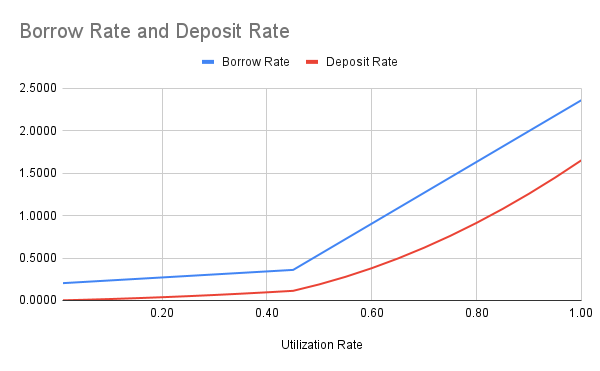 Borrow Rate and Deposit Rate
Borrow Rate
Deposit Rate
2.5000
2.0000
1.5000
1.0000
0.5000
0.0000
0.20
0.40
0.60
0.80
1.00
Utilization Rate